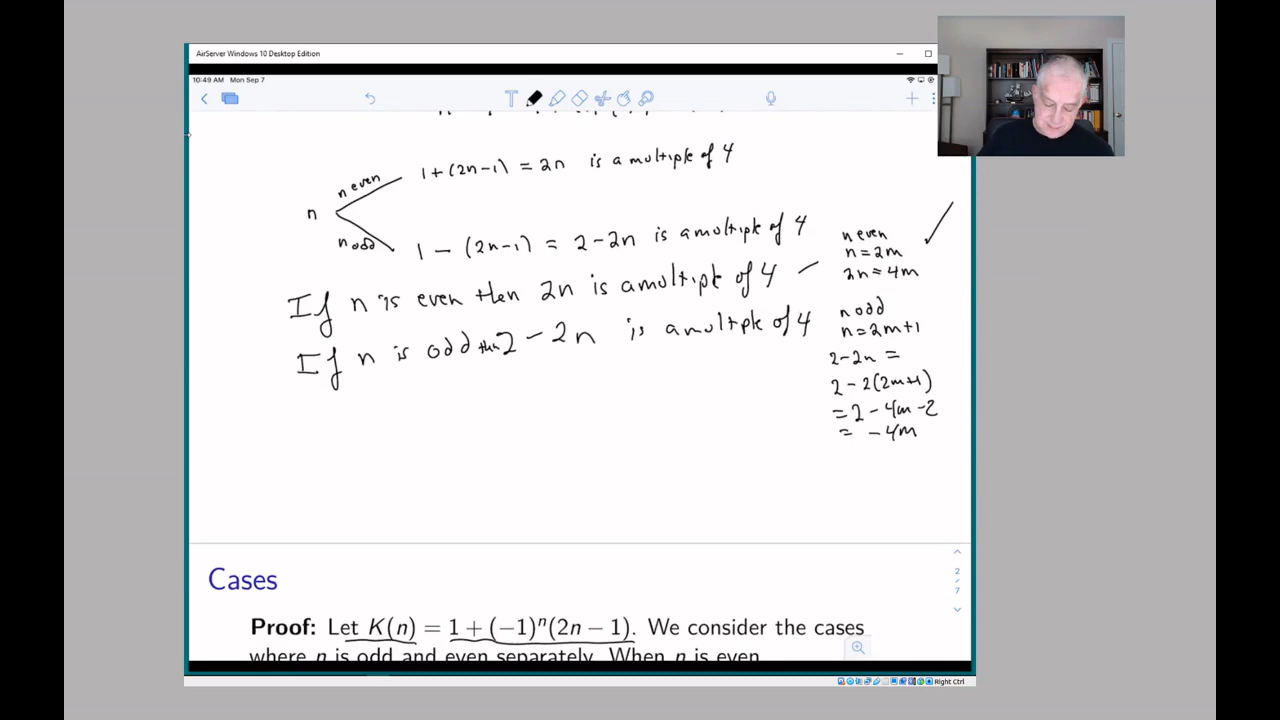 AirServer Windows 10 Desktop Edition
10:49 AM Mon Sep 7
n even
1+(2n-1) = 2n is a multiple of 4
n
n odd
1 - (2n-1) = 2-2n is a multiple of 4
If n is even then 2n is a multiple of 4
If n is odd then 2-2n is a multiple of 4
n even
n=2m
2n=4m
n odd
n=2m+1
2-2n =
2-2(2m+1)
=2-4m-2
= -4m
Cases
2
7
Proof: Let K(n) = 1 + (−1)ⁿ(2n − 1). We consider the cases
where n is odd and even separately. When n is even
Right Ctrl